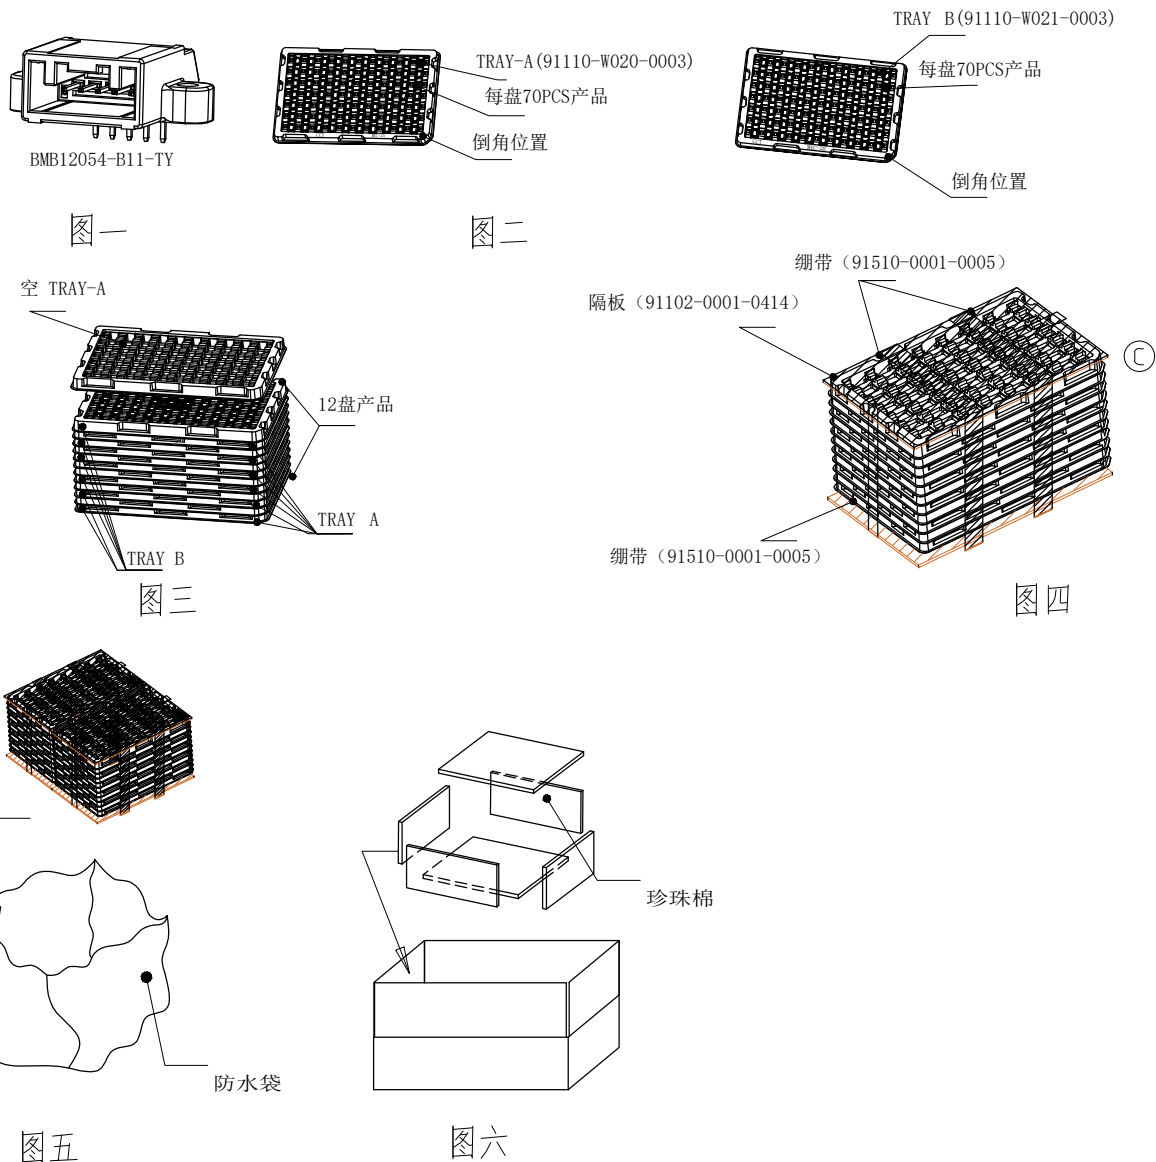 TRAY B(91110-W021-0003)
TRAY-A(91110-W020-0003)
每盘70PCS产品
每盘70PCS产品
倒角位置
BMB12054-B11-TY
倒角位置
图一
图二
绷带（91510-0001-0005）
空 TRAY-A
隔板（91102-0001-0414）
C
12盘产品
TRAY A
TRAY B
绷带（91510-0001-0005）
图三
图四
珍珠棉
防水袋
图五
图六